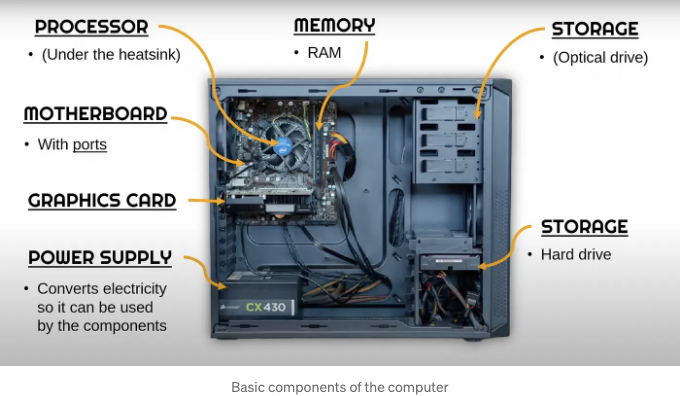 PROCESSOR
• (Under the heatsink)
MEMORY
• RAM
STORAGE
• (Optical drive)
MOTHERBOARD
• With ports
GRAPHICS CARD
POWER SUPPLY
• Converts electricity
so it can be used
by the components
STORAGE
• Hard drive
CX430
Basic components of the computer